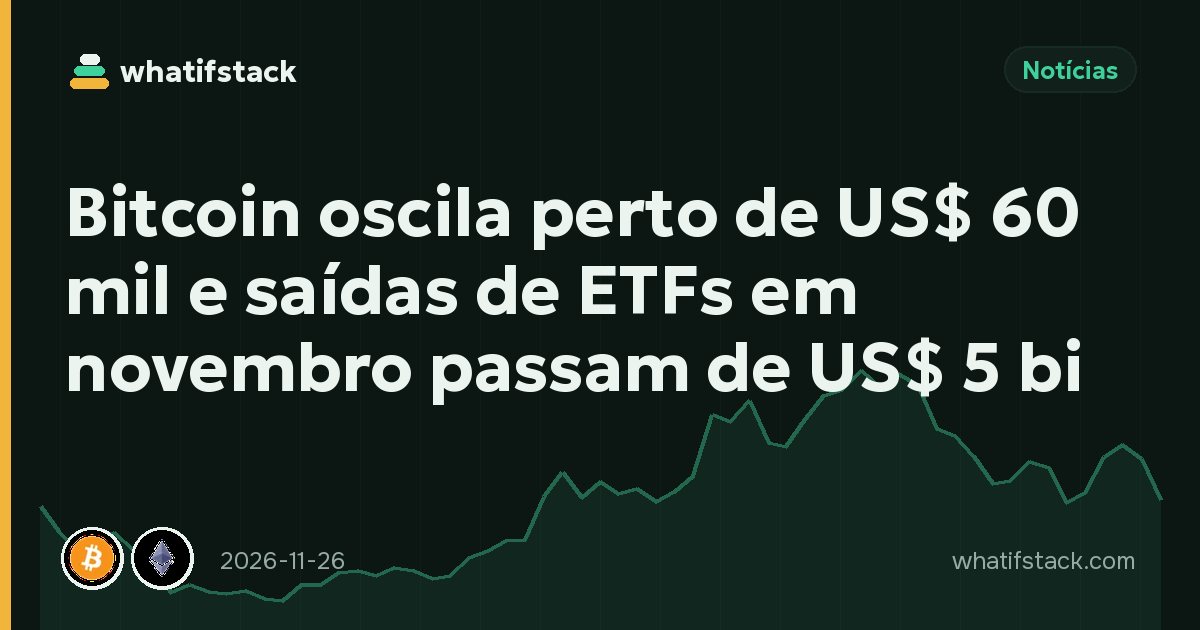 whatifstack
Notícias
Bitcoin oscila perto de US$ 60
mil e saídas de ETFs em
novembro passam de US$ 5 bi
2026-11-26
whatifstack.com